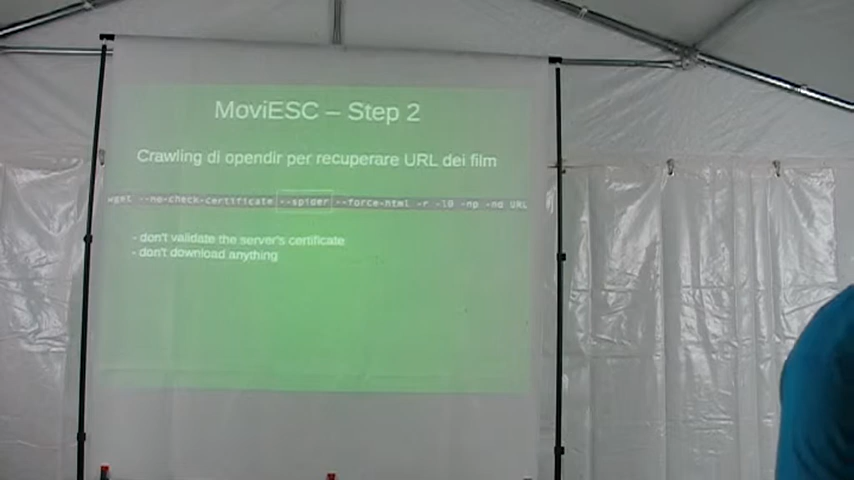 MoviESC – Step 2
Crawling di opendir per recuperare URL dei film
wget --no-check-certificate --spider --force-html -r -l0 -np -nd URL
- don't validate the server's certificate
- don't download anything